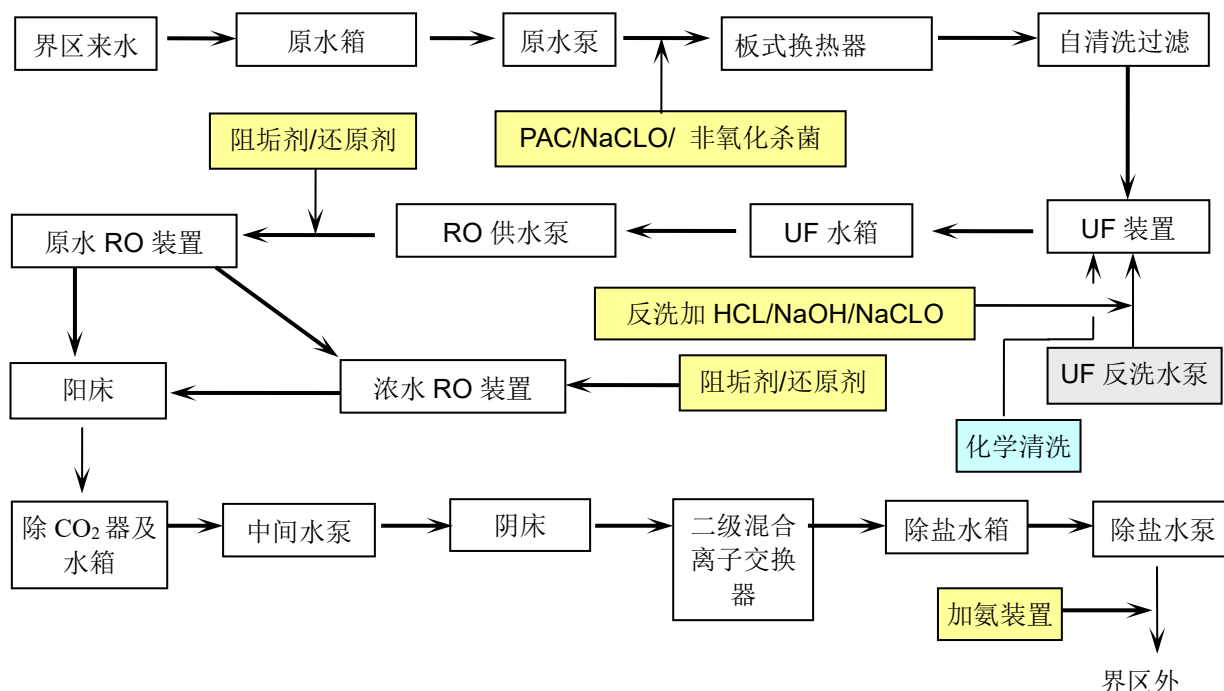 界区来水
原水箱
原水泵
板式换热器
自清洗过滤
阻垢剂/还原剂
PAC/NaCLO/ 非氧化杀菌
原水 RO 装置
RO 供水泵
UF 水箱
UF 装置
反洗加 HCL/NaOH/NaCLO
阳床
浓水 RO 装置
阻垢剂/还原剂
UF 反洗水泵
化学清洗
除 CO₂ 器及
水箱
中间水泵
阴床
二级混合
离子交换
器
除盐水箱
除盐水泵
加氨装置
界区外